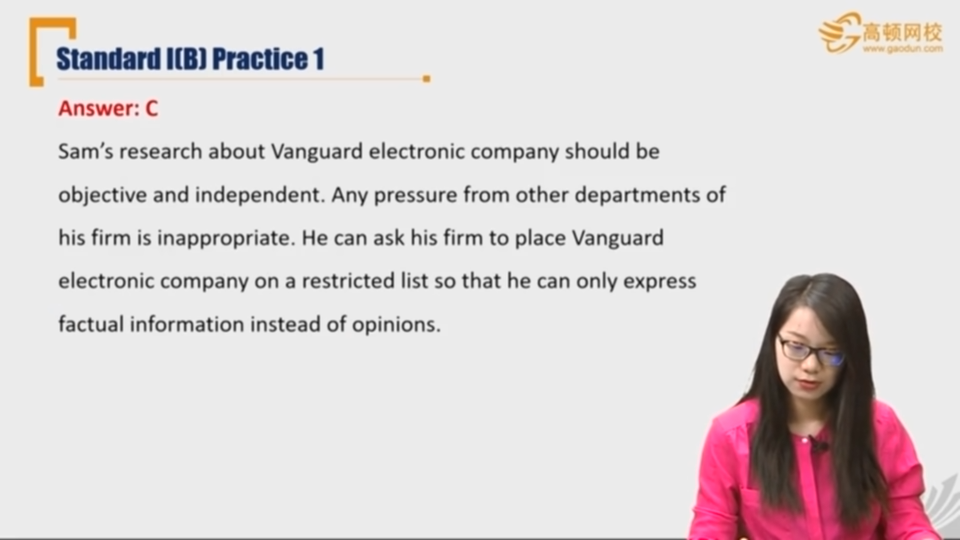 高顿网校
www.gaodun.com
Standard I(B) Practice 1
Answer: C
Sam's research about Vanguard electronic company should be
objective and independent. Any pressure from other departments of
his firm is inappropriate. He can ask his firm to place Vanguard
electronic company on a restricted list so that he can only express
factual information instead of opinions.